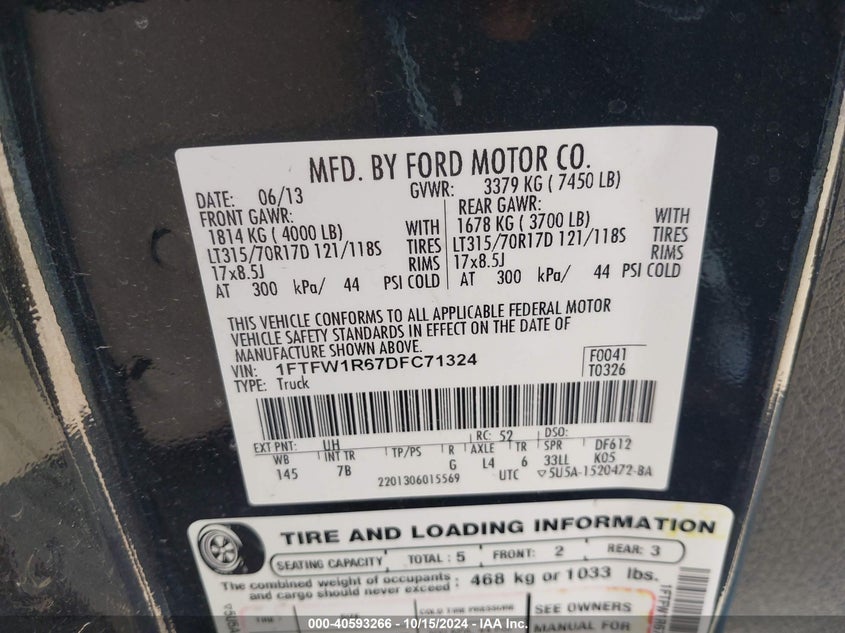 MFD. BY FORD MOTOR CO.
DATE: 06/13 GVWR: 3379 KG ( 7450 LB)
FRONT GAWR: REAR GAWR:
1814 KG ( 4000 LB) WITH 1678 KG ( 3700 LB) WITH
LT315/70R17D 121/118S TIRES LT315/70R17D 121/118S TIRES
17x8.5J RIMS 17x8.5J RIMS
AT 300 kPa/ 44 PSI COLD AT 300 kPa/ 44 PSI COLD
THIS VEHICLE CONFORMS TO ALL APPLICABLE FEDERAL MOTOR
VEHICLE SAFETY STANDARDS IN EFFECT ON THE DATE OF
MANUFACTURE SHOWN ABOVE.
VIN: 1FTFW1R67DFC71324 F0041
TYPE: Truck T0326
EXT PNT: UH RC: 52 DSO:
WB INT TR TP/PS R AXLE TR SPR DF612
145 7B G L4 6 33LL K05
2201306015569 UTC ▽5U5A-1520472-BA
TIRE AND LOADING INFORMATION
SEATING CAPACITY TOTAL : 5 FRONT: 2 REAR: 3
The combined weight of occupants and cargo should never exceed : 468 kg or 1033 lbs.
COLD TIRE PRESSURE SEE OWNERS
MANUAL FOR
© IAA - 000-40593266 - 10/15/2024 - IAAI.com